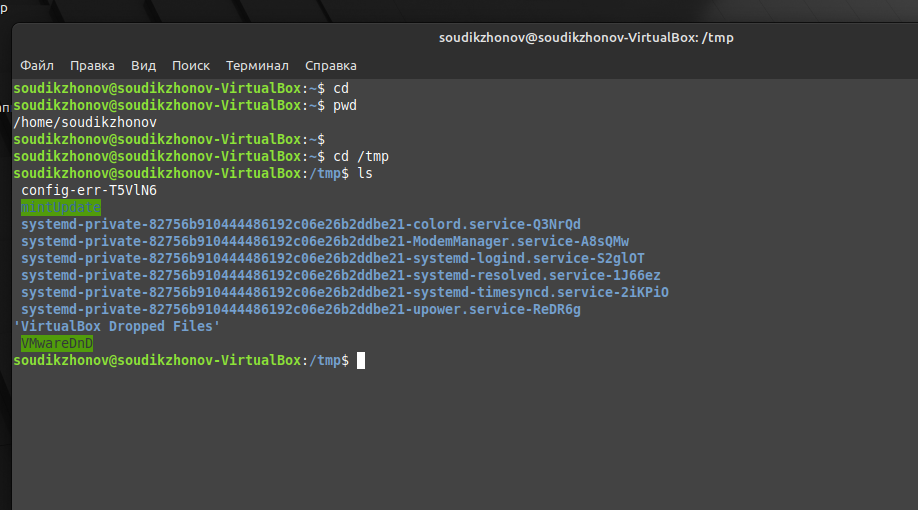 р
soudikzhonov@soudikzhonov-VirtualBox: /tmp
Файл Правка Вид Поиск Терминал Справка
soudikzhonov@soudikzhonov-VirtualBox:~$ cd
soudikzhonov@soudikzhonov-VirtualBox:~$ pwd
ап
/home/soudikzhonov
soudikzhonov@soudikzhonov-VirtualBox:~$
soudikzhonov@soudikzhonov-VirtualBox:~$ cd /tmp
soudikzhonov@soudikzhonov-VirtualBox:/tmp$ ls
config-err-T5VlN6
mintUpdate
systemd-private-82756b910444486192c06e26b2ddbe21-colord.service-Q3NrQd
systemd-private-82756b910444486192c06e26b2ddbe21-ModemManager.service-A8sQMw
systemd-private-82756b910444486192c06e26b2ddbe21-systemd-logind.service-S2glOT
systemd-private-82756b910444486192c06e26b2ddbe21-systemd-resolved.service-1J66ez
systemd-private-82756b910444486192c06e26b2ddbe21-systemd-timesyncd.service-2iKPiO
systemd-private-82756b910444486192c06e26b2ddbe21-upower.service-ReDR6g
'VirtualBox Dropped Files'
VMwareDnD
soudikzhonov@soudikzhonov-VirtualBox:/tmp$